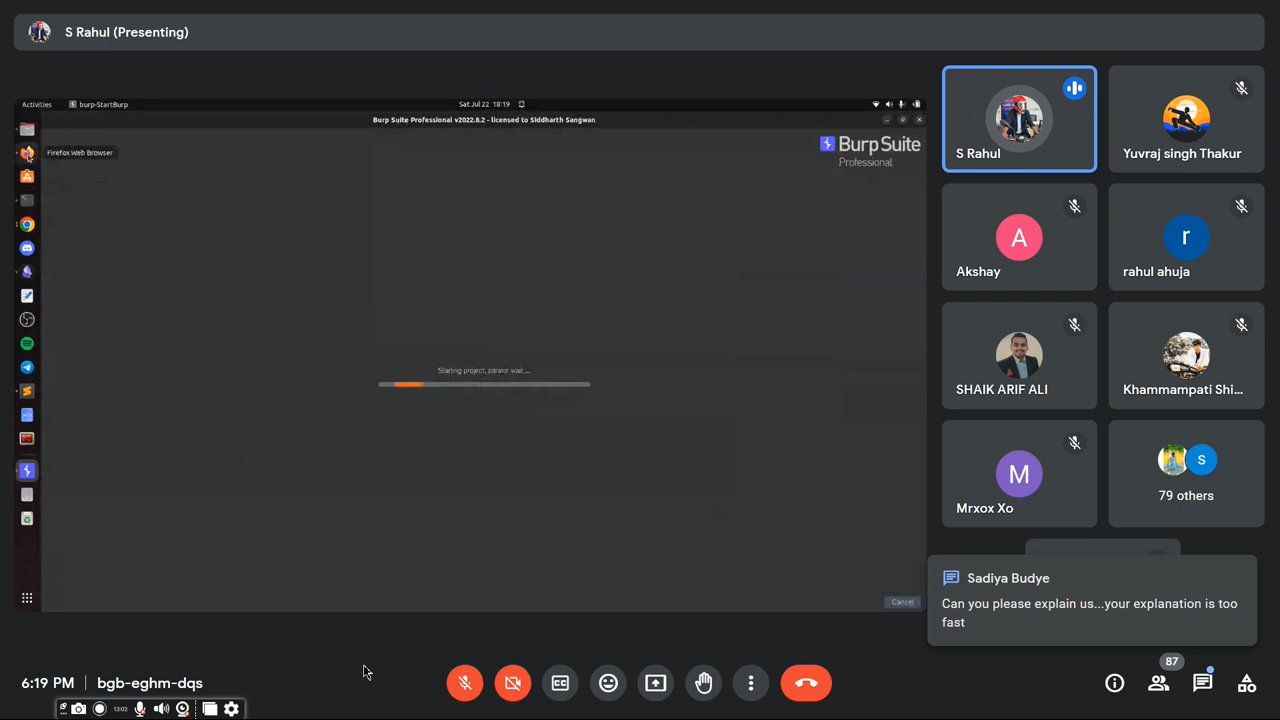 S Rahul (Presenting)
Activities
burp-StartBurp
Sat Jul 22 18:19
Burp Suite Professional v2022.8.2 - licensed to Siddharth Sangwan
Firefox Web Browser
Burp Suite
Professional
Starting project, please wait ...
Cancel
S Rahul
Yuvraj singh Thakur
A
Akshay
r
rahul ahuja
SHAIK ARIF ALI
Khammampati Shi...
M
Mrxox Xo
S
79 others
Sadiya Budye
Can you please explain us...your explanation is too
fast
6:19 PM | bgb-eghm-dqs
87
13:02